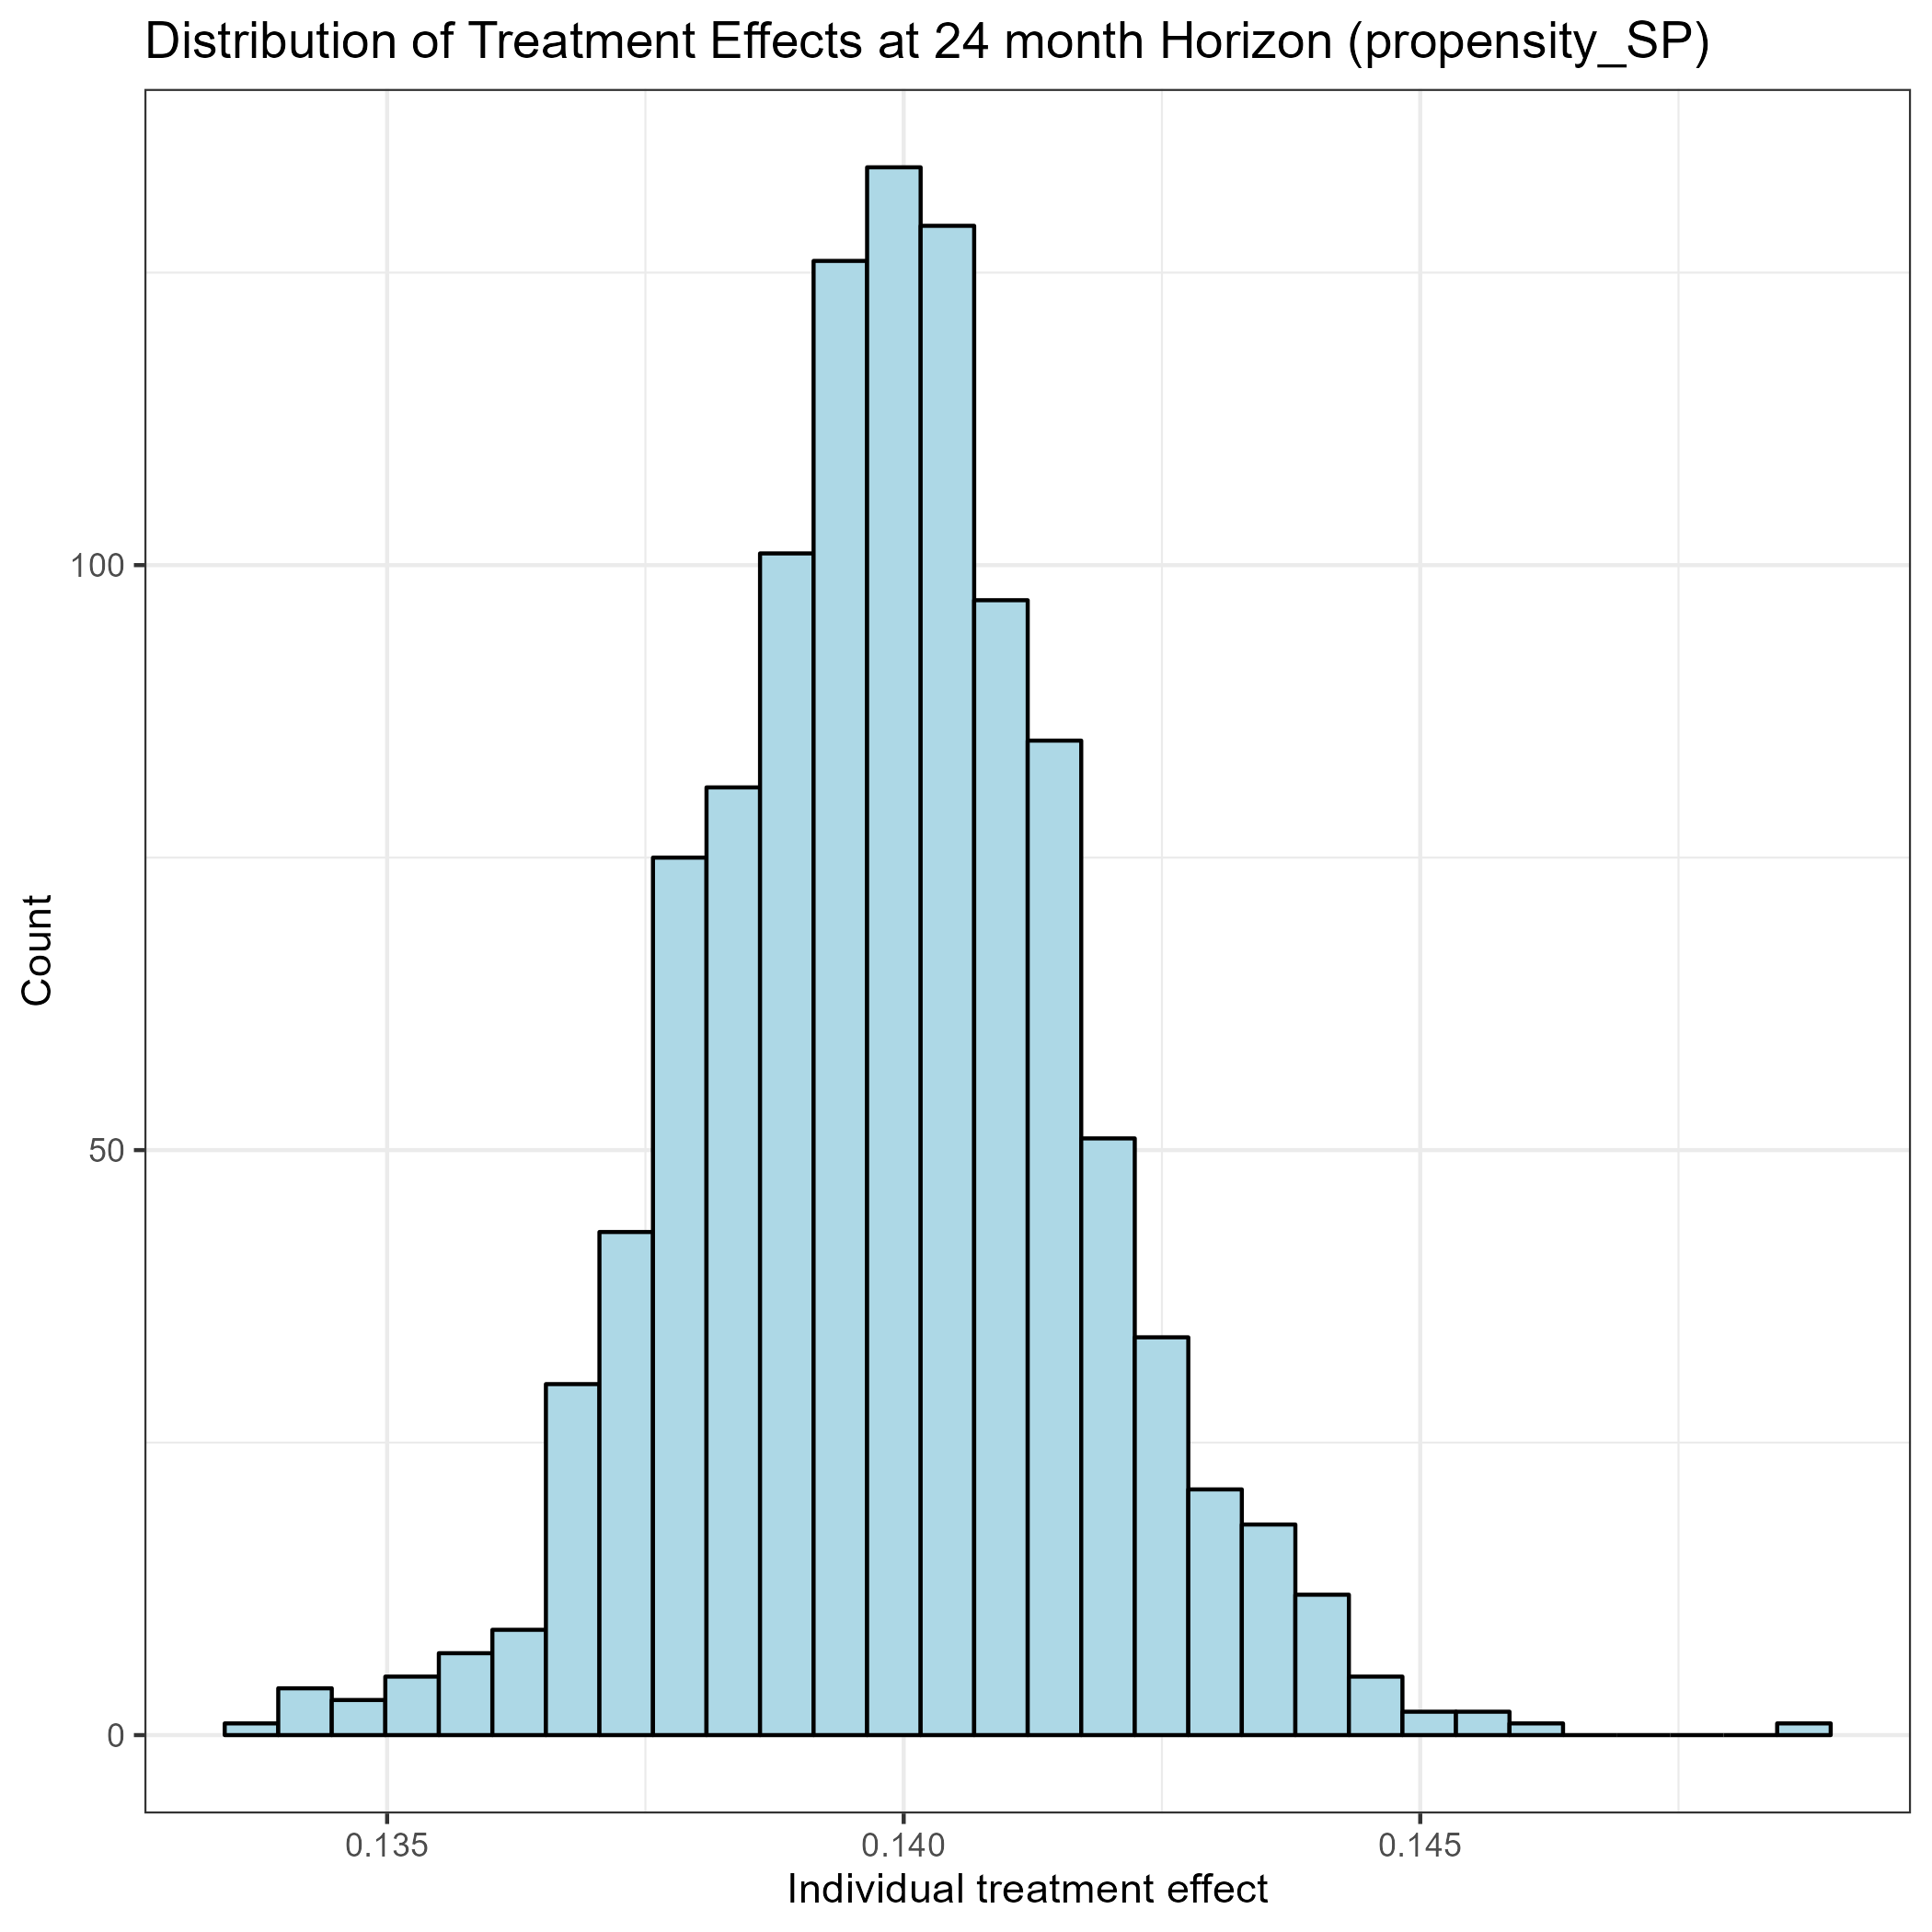 Distribution of Treatment Effects at 24 month Horizon (propensity_SP)
Count
100
50
0
0.135
0.140
0.145
Individual treatment effect